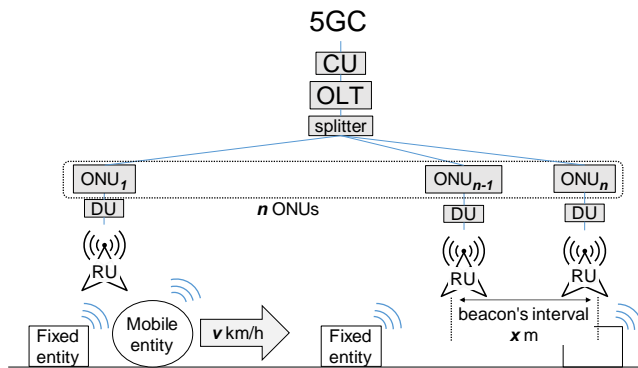 5GC
CU
OLT
splitter
ONU1 ONUn-1 ONUn
DU n ONUs DU DU
RU RU RU
beacon's interval
x m
Fixed entity
Mobile entity
v km/h
Fixed entity